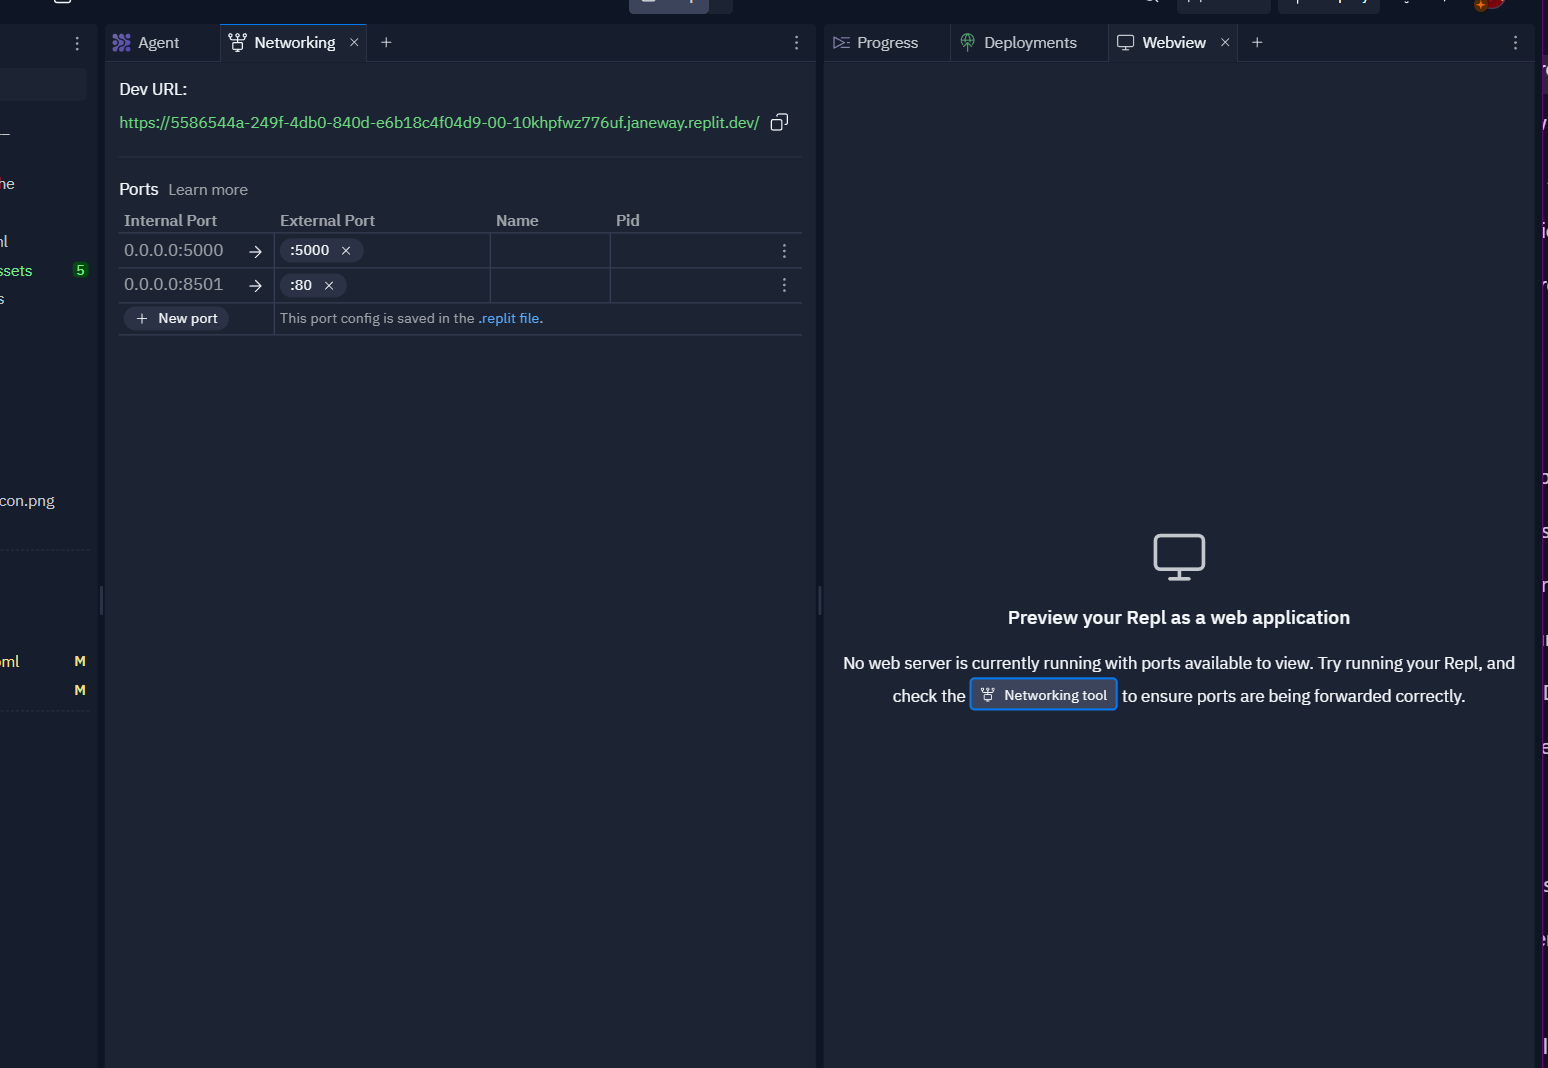 Agent
Networking
Progress
Deployments
Webview
Dev URL:
https://5586544a-249f-4db0-840d-e6b18c4f04d9-00-10khpfwz776uf.janeway.replit.dev/
Ports Learn more
Internal Port External Port Name Pid
0.0.0.0:5000 → :5000 ×
0.0.0.0:8501 → :80 ×
+ New port This port config is saved in the .replit file.
he
ml
ssets 5
s
con.png
oml M
M
Preview your Repl as a web application
No web server is currently running with ports available to view. Try running your Repl, and
check the Networking tool to ensure ports are being forwarded correctly.